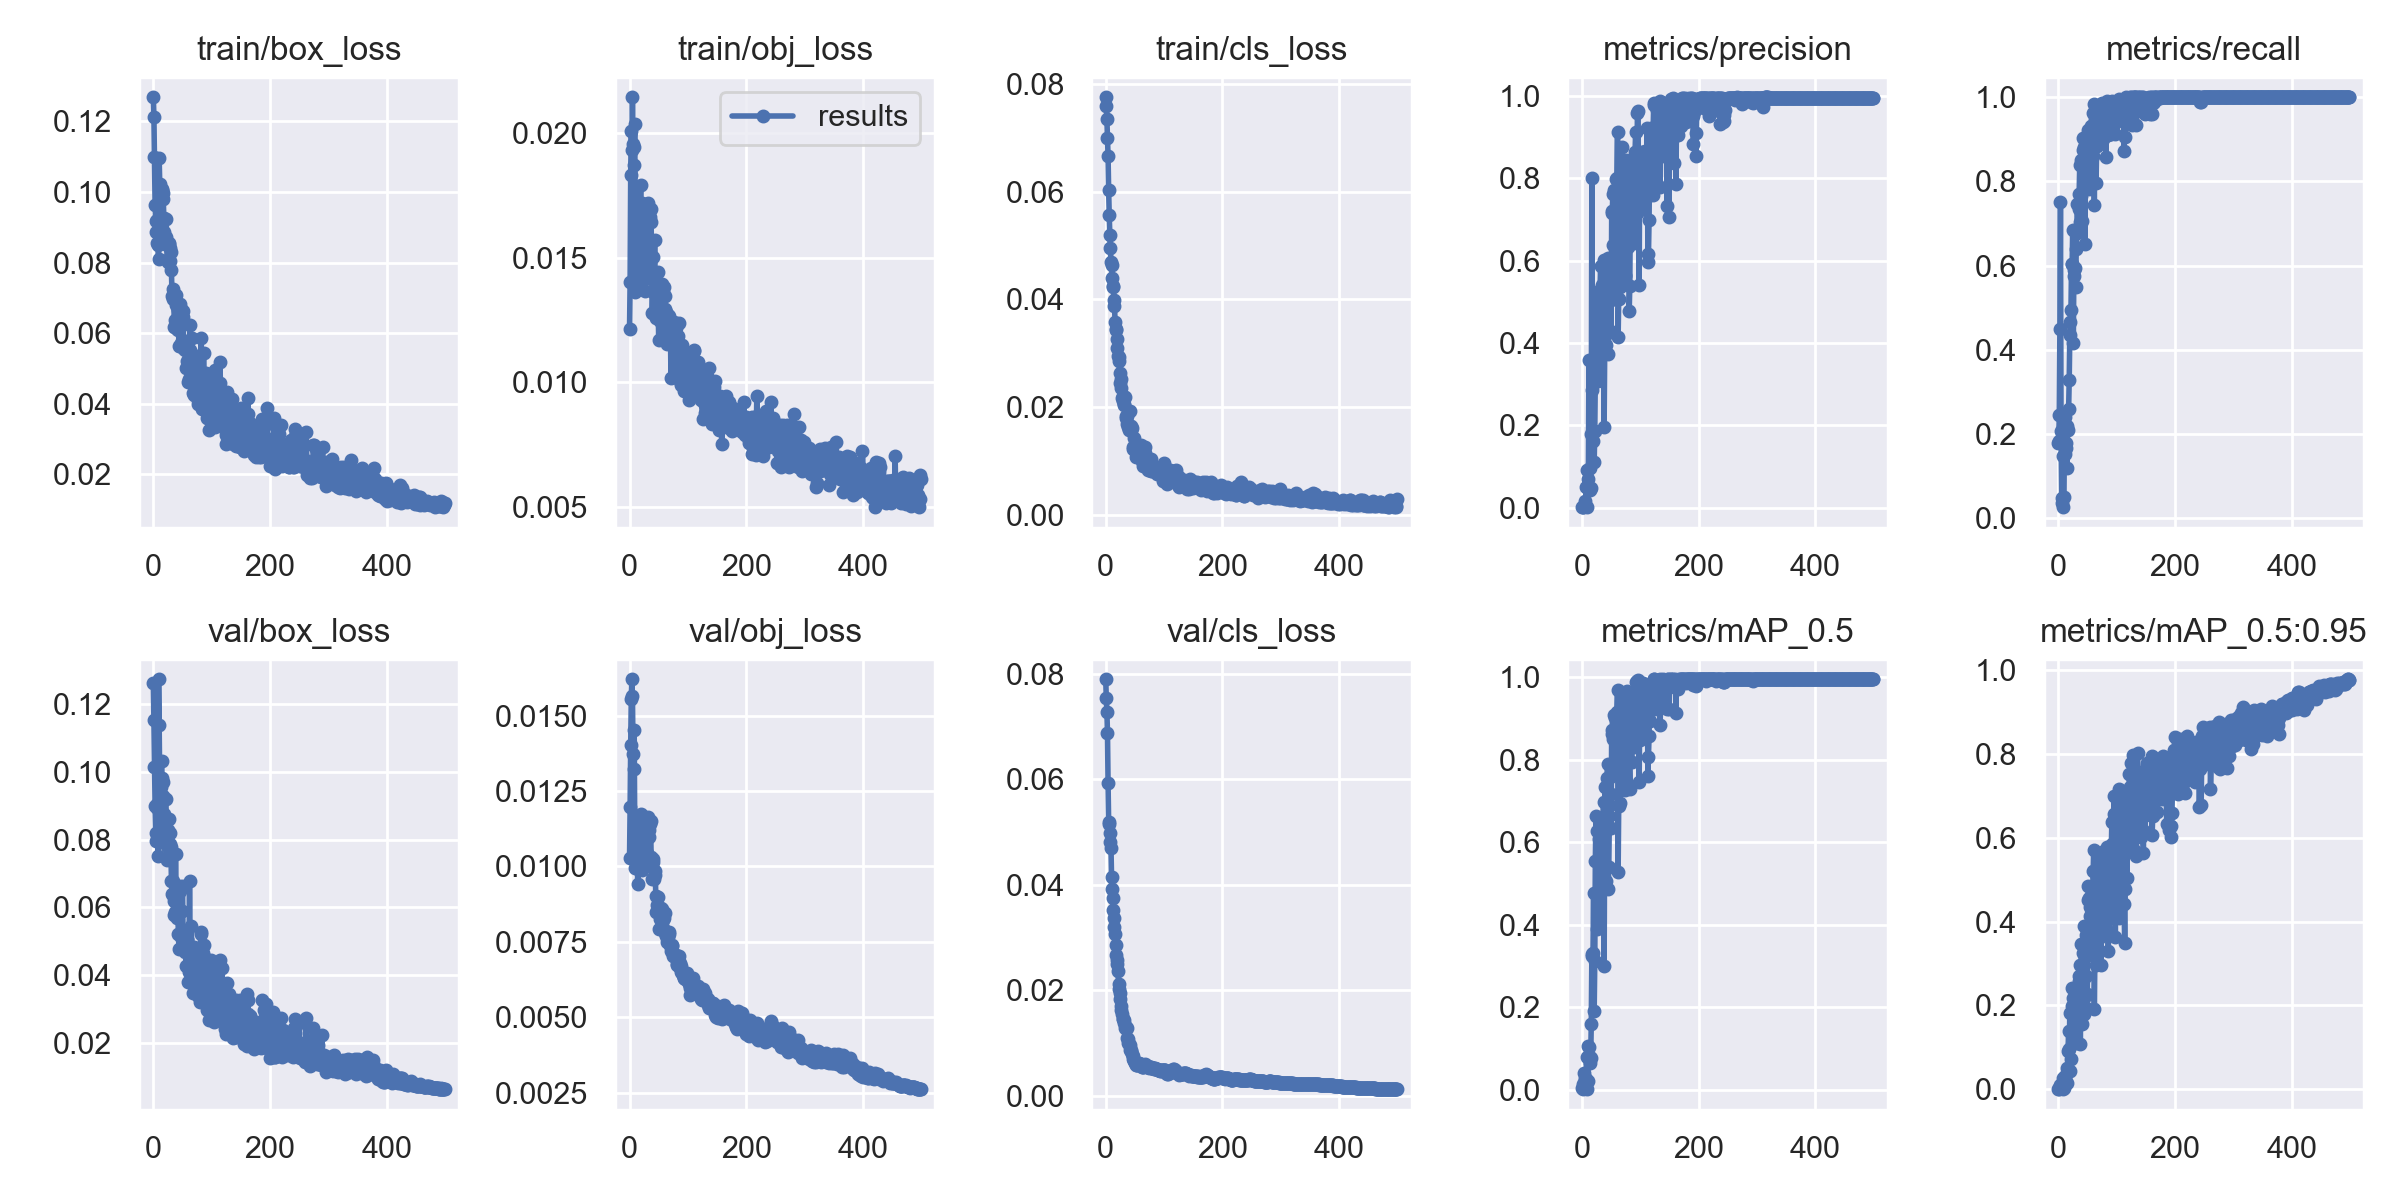 train/box_loss
0.12
0.10
0.08
0.06
0.04
0.02
0 200 400
train/obj_loss
results
0.020
0.015
0.010
0.005
0 200 400
train/cls_loss
0.08
0.06
0.04
0.02
0.00
0 200 400
metrics/precision
1.0
0.8
0.6
0.4
0.2
0.0
0 200 400
metrics/recall
1.0
0.8
0.6
0.4
0.2
0.0
0 200 400
val/box_loss
0.12
0.10
0.08
0.06
0.04
0.02
0 200 400
val/obj_loss
0.0150
0.0125
0.0100
0.0075
0.0050
0.0025
0 200 400
val/cls_loss
0.08
0.06
0.04
0.02
0.00
0 200 400
metrics/mAP_0.5
1.0
0.8
0.6
0.4
0.2
0.0
0 200 400
metrics/mAP_0.5:0.95
1.0
0.8
0.6
0.4
0.2
0.0
0 200 400